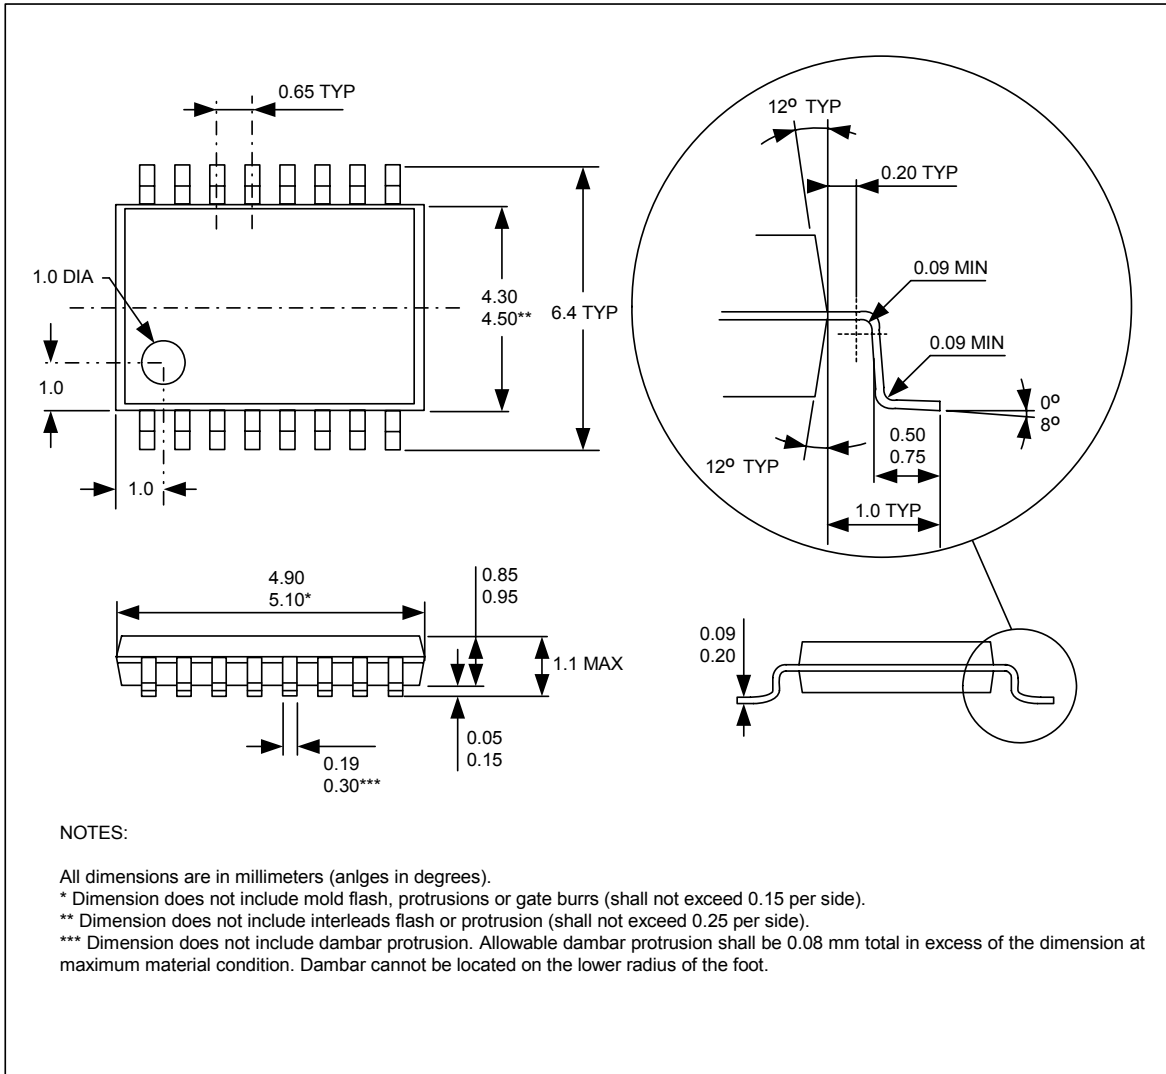 0.65 TYP
12º TYP
0.20 TYP
1.0 DIA
0.09 MIN
4.30
4.50**
6.4 TYP
0.09 MIN
1.0
0º
8º
0.50
0.75
12º TYP
1.0
1.0 TYP
4.90
5.10*
0.85
0.95
1.1 MAX
0.09
0.20
0.05
0.15
0.19
0.30***
NOTES:
All dimensions are in millimeters (anlges in degrees).
* Dimension does not include mold flash, protrusions or gate burrs (shall not exceed 0.15 per side).
** Dimension does not include interleads flash or protrusion (shall not exceed 0.25 per side).
*** Dimension does not include dambar protrusion. Allowable dambar protrusion shall be 0.08 mm total in excess of the dimension at
maximum material condition. Dambar cannot be located on the lower radius of the foot.